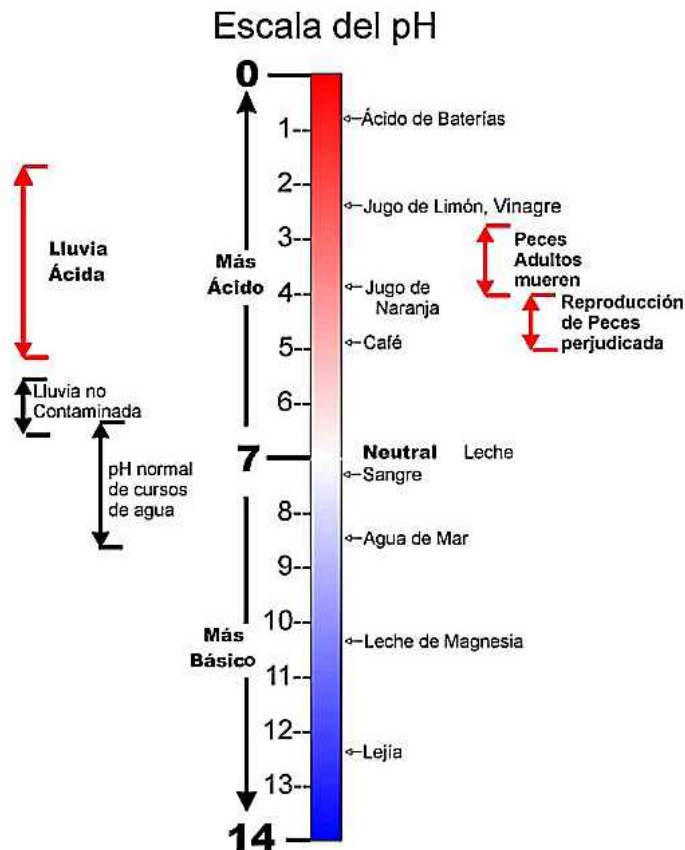 Escala del pH
0
1--
Ácido de Baterías
2--
Jugo de Limón, Vinagre
3--
Lluvia
Ácida
Más
Ácido
Peces
Adultos
mueren
4--
Jugo de
Naranja
Reproducción
de Peces
perjudicada
5--
Café
Lluvia no
Contaminada
6--
7
Neutral Leche
Sangre
pH normal
de cursos
de agua
8--
Agua de Mar
9--
10--
Más
Básico
Leche de Magnesia
11--
12--
Lejía
13--
14